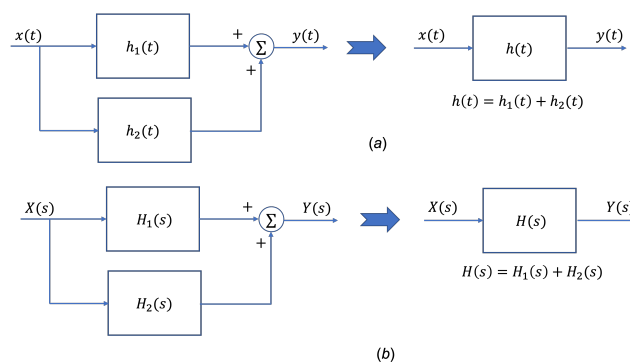 x(t) h₁(t) + Σ y(t) x(t) h(t) y(t)
+
h₂(t) h(t) = h₁(t) + h₂(t)
(a)
X(s) H₁(s) + Σ Y(s) X(s) H(s) Y(s)
+
H₂(s) H(s) = H₁(s) + H₂(s)
(b)